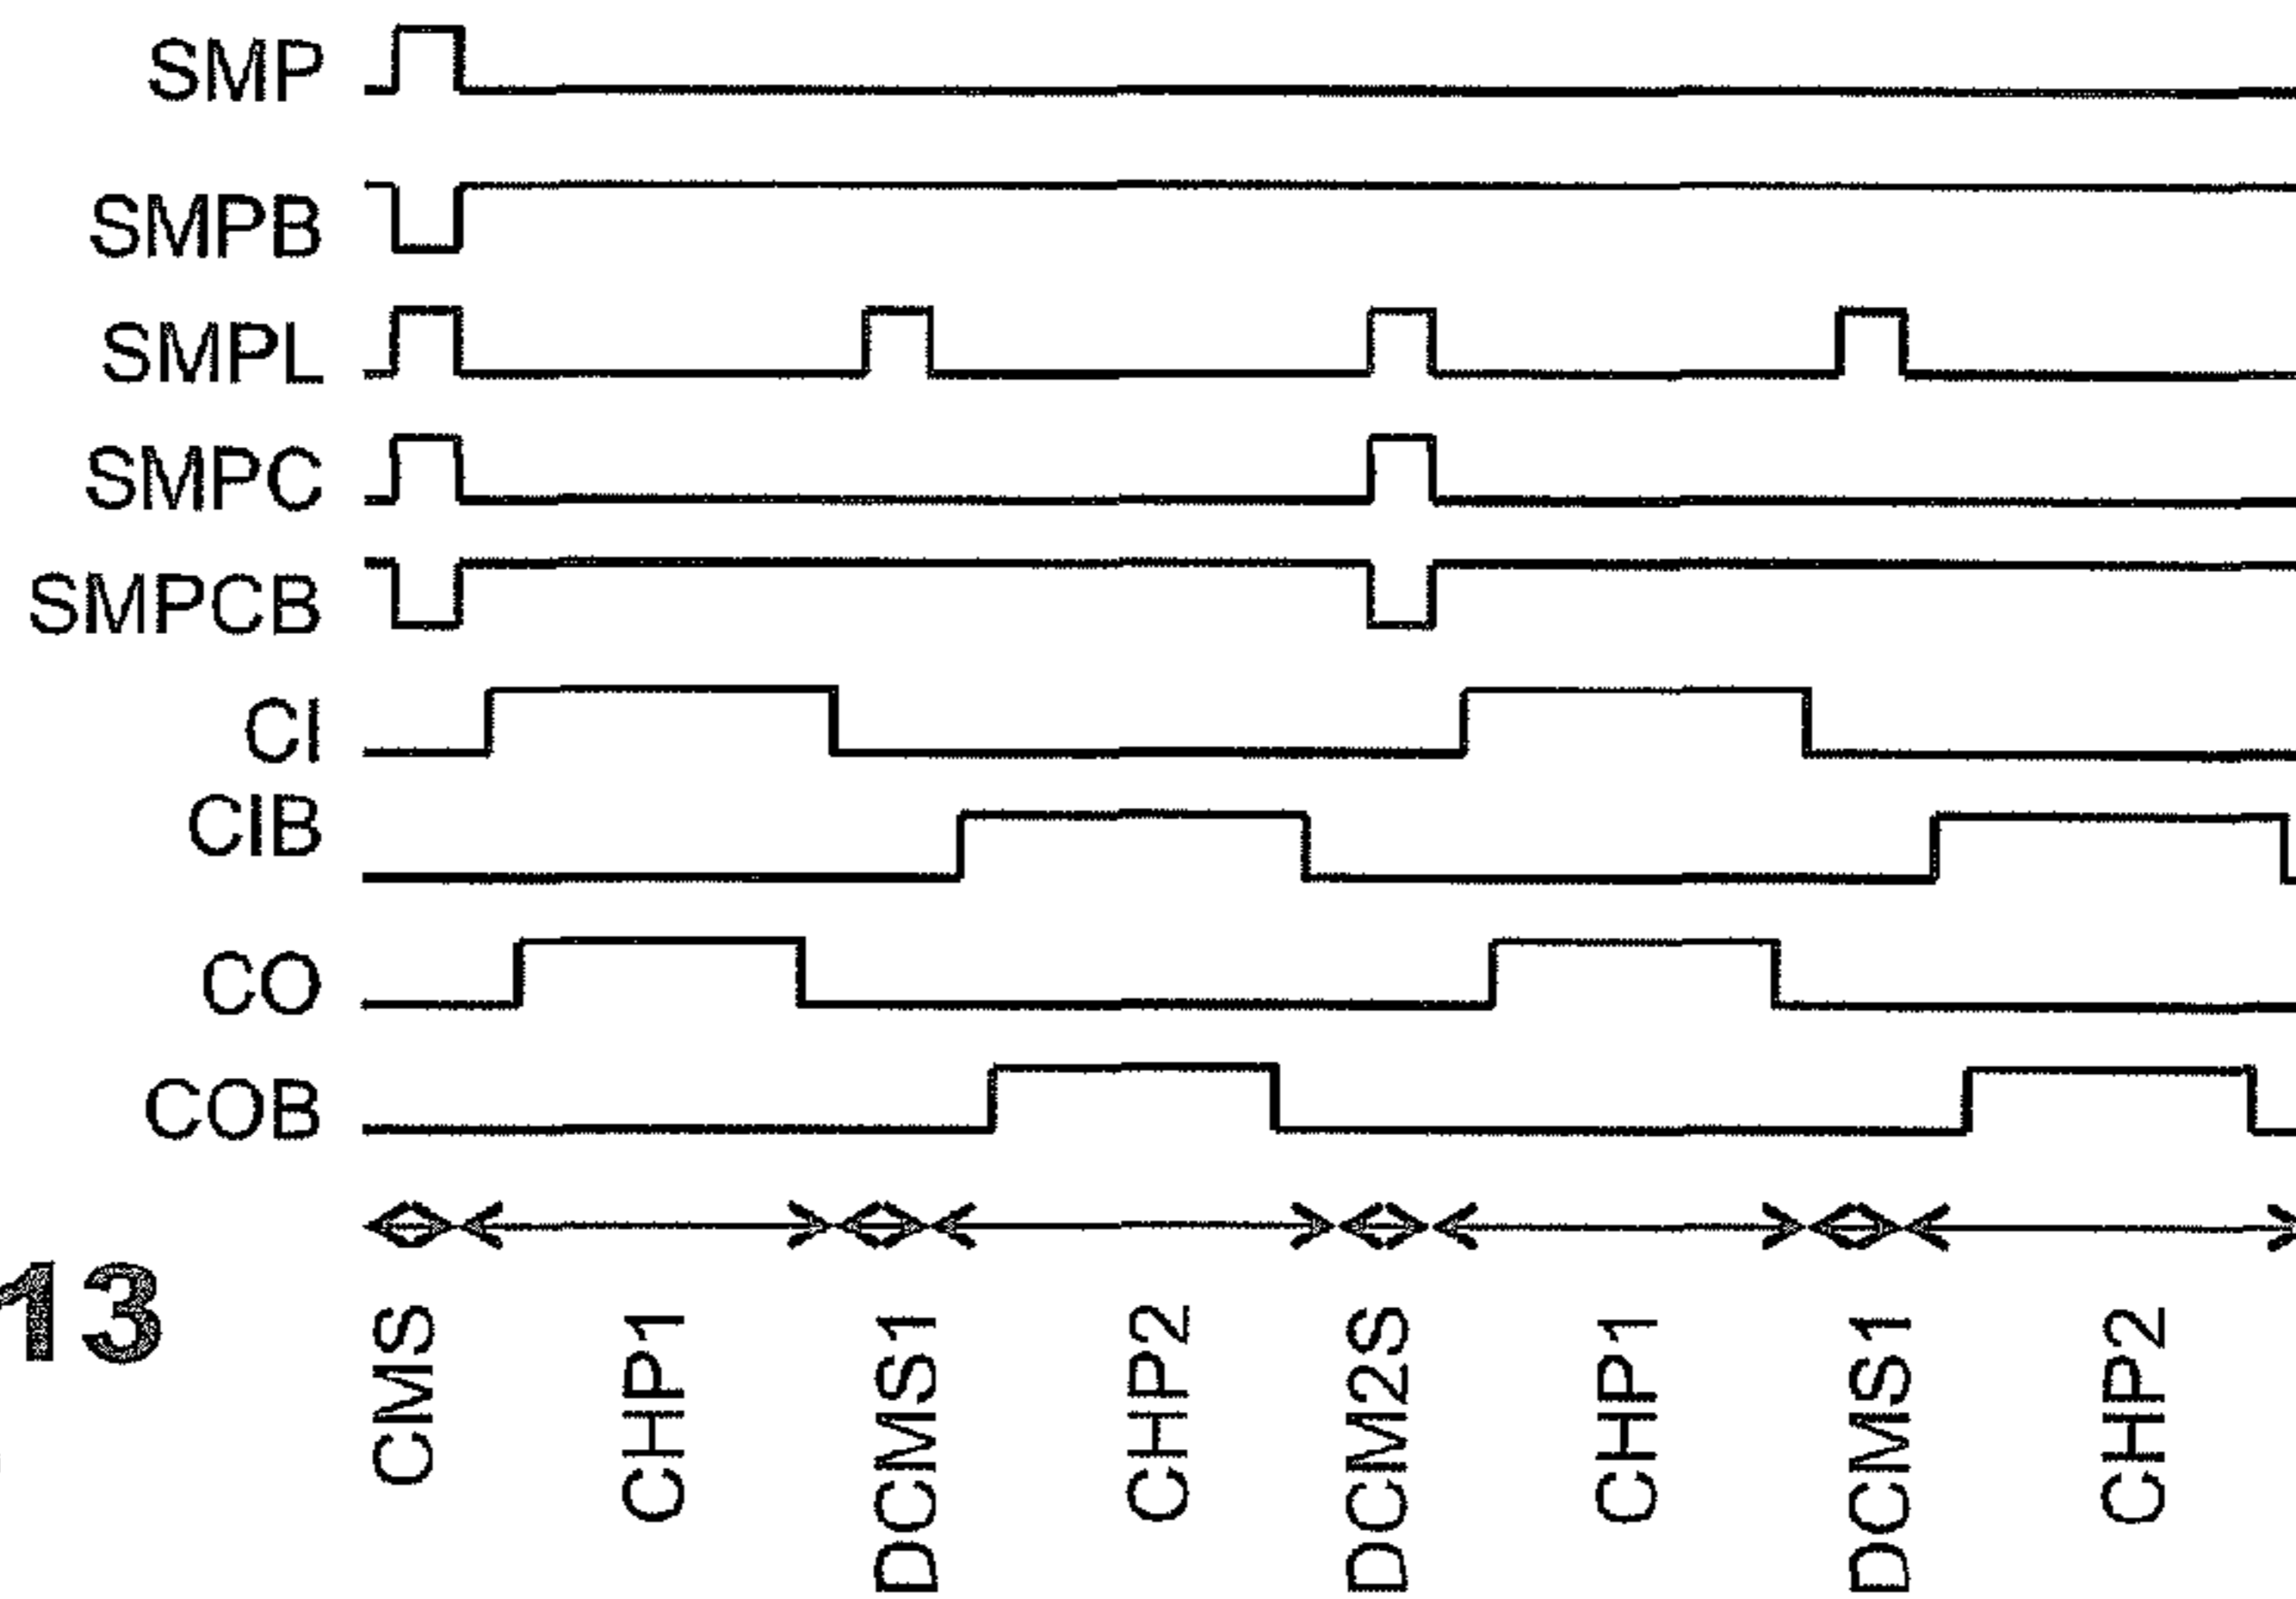 SMP
SMPB
SMPL
SMPC
SMPCB
CI
CIB
CO
COB
13
CMS
CHP1
DCMS1
CHP2
DCM2S
CHP1
DCMS1
CHP2